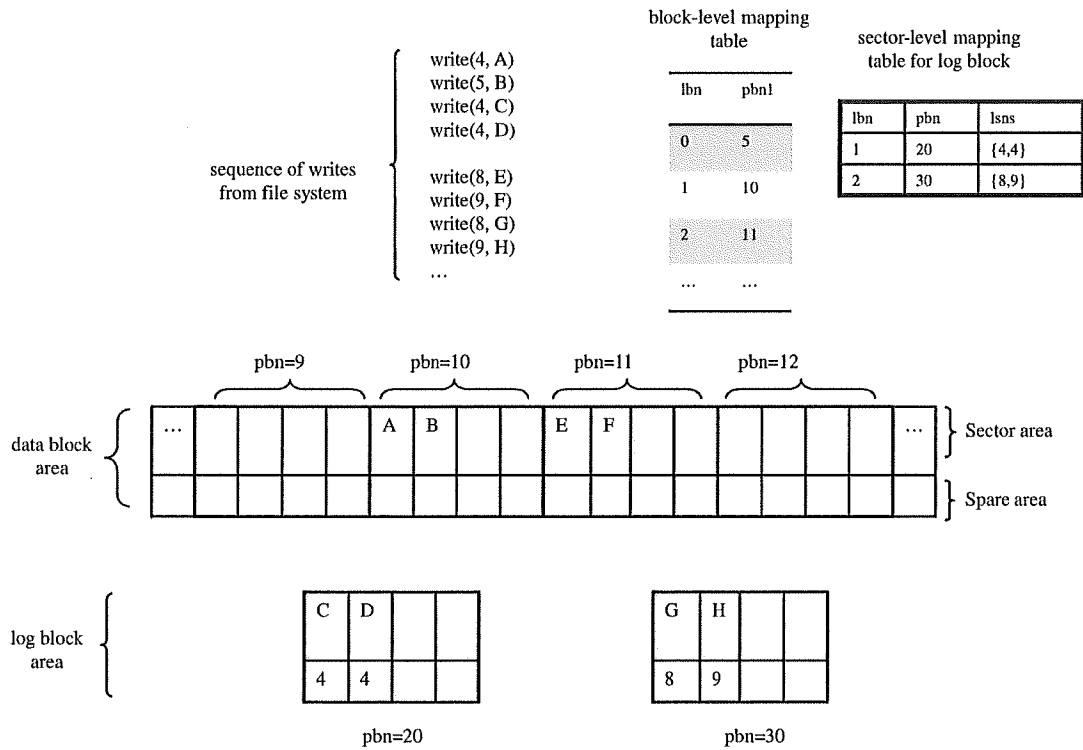 block-level mapping
table
sector-level mapping
table for log block
sequence of writes
from file system
write(4, A)
write(5, B)
write(4, C)
write(4, D)
write(8, E)
write(9, F)
write(8, G)
write(9, H)
...
lbn pbn1
0 5
1 10
2 11
... ...
lbn pbn lsns
1 20 {4,4}
2 30 {8,9}
pbn=9 pbn=10 pbn=11 pbn=12
data block
area
... A B E F ...
Sector area
Spare area
log block
area
C D
4 4
pbn=20
G H
8 9
pbn=30